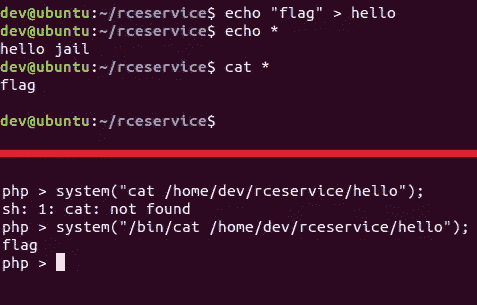 dev@ubuntu:~/rceservice$ echo "flag" > hello
dev@ubuntu:~/rceservice$ echo *
hello jail
dev@ubuntu:~/rceservice$ cat *
flag
dev@ubuntu:~/rceservice$
php > system("cat /home/dev/rceservice/hello");
sh: 1: cat: not found
php > system("/bin/cat /home/dev/rceservice/hello");
flag
php >